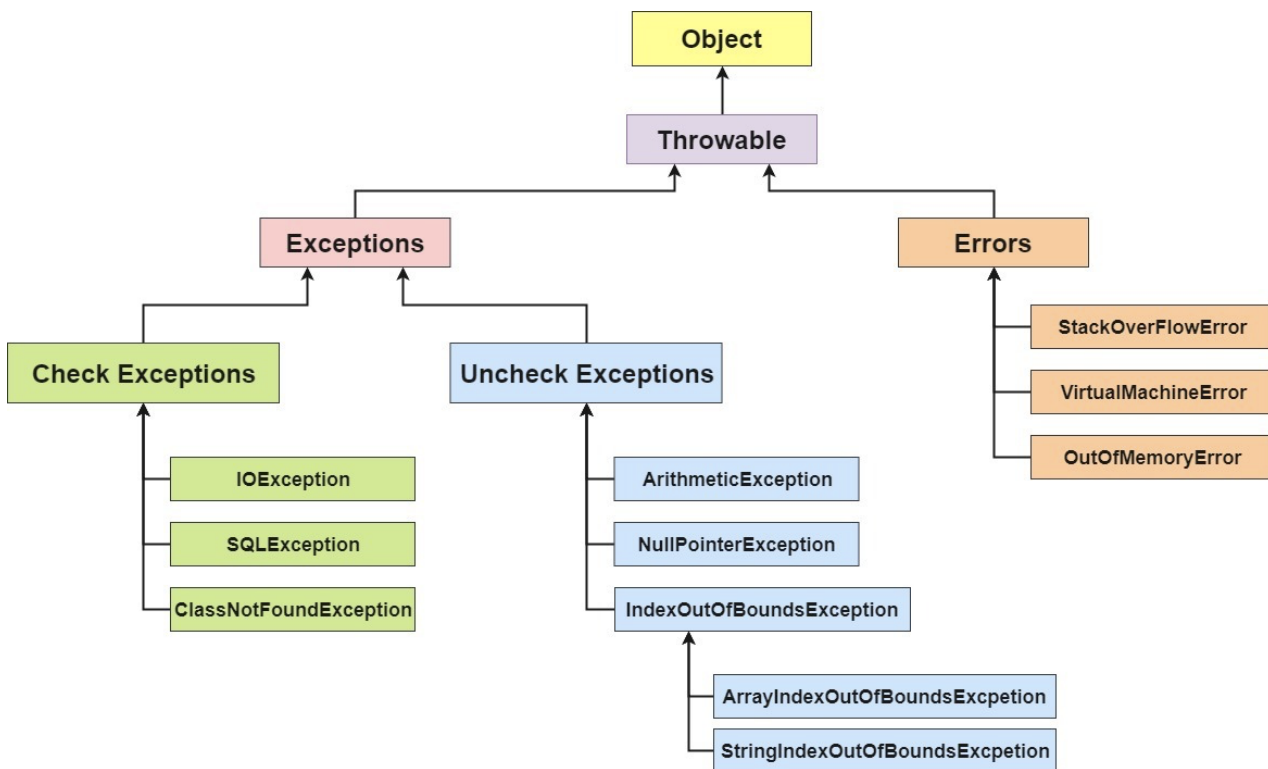 Object
Throwable
Exceptions
Errors
StackOverFlowError
Check Exceptions
Uncheck Exceptions
VirtualMachineError
OutOfMemoryError
IOException
ArithmeticException
SQLException
NullPointerException
ClassNotFoundException
IndexOutOfBoundsException
ArrayIndexOutOfBoundsExcpetion
StringIndexOutOfBoundsExcpetion